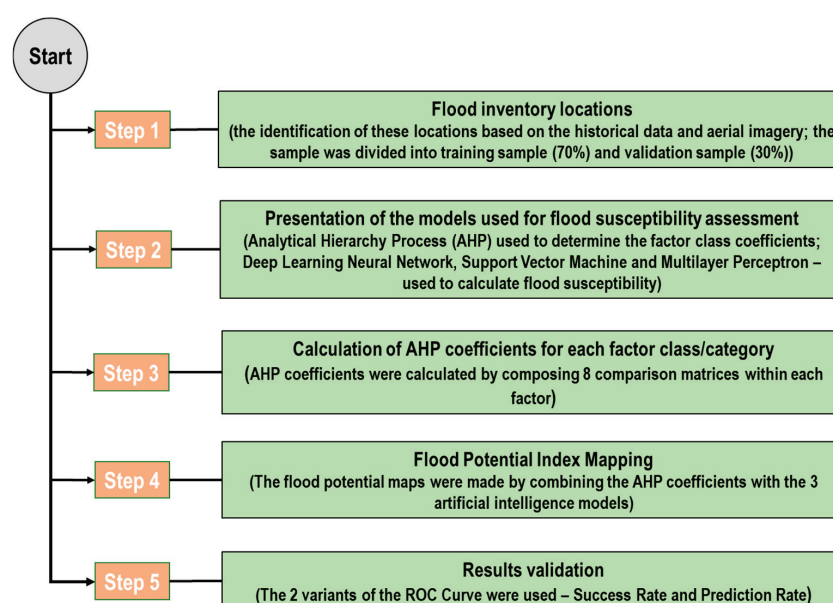 Start
Step 1
Flood inventory locations
(the identification of these locations based on the historical data and aerial imagery; the
sample was divided into training sample (70%) and validation sample (30%))
Step 2
Presentation of the models used for flood susceptibility assessment
(Analytical Hierarchy Process (AHP) used to determine the factor class coefficients;
Deep Learning Neural Network, Support Vector Machine and Multilayer Perceptron –
used to calculate flood susceptibility)
Step 3
Calculation of AHP coefficients for each factor class/category
(AHP coefficients were calculated by composing 8 comparison matrices within each
factor)
Step 4
Flood Potential Index Mapping
(The flood potential maps were made by combining the AHP coefficients with the 3
artificial intelligence models)
Step 5
Results validation
(The 2 variants of the ROC Curve were used – Success Rate and Prediction Rate)